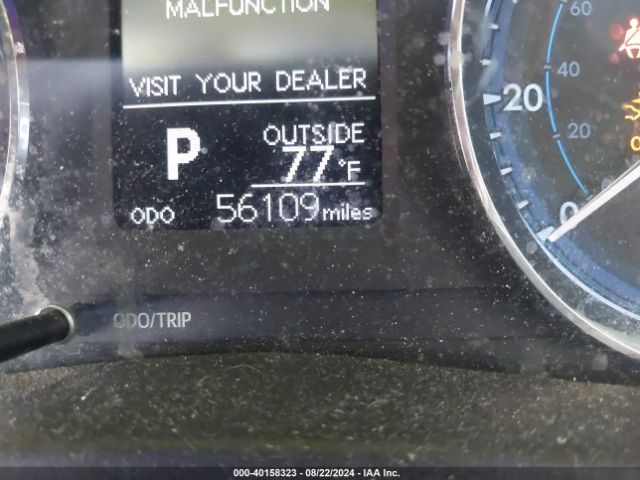 MALFUNCTION
VISIT YOUR DEALER
P
OUTSIDE
77°F
ODO 56109 miles
ODO/TRIP
60
40
20
20
0
000-40158323 - 08/22/2024 - IAA Inc.